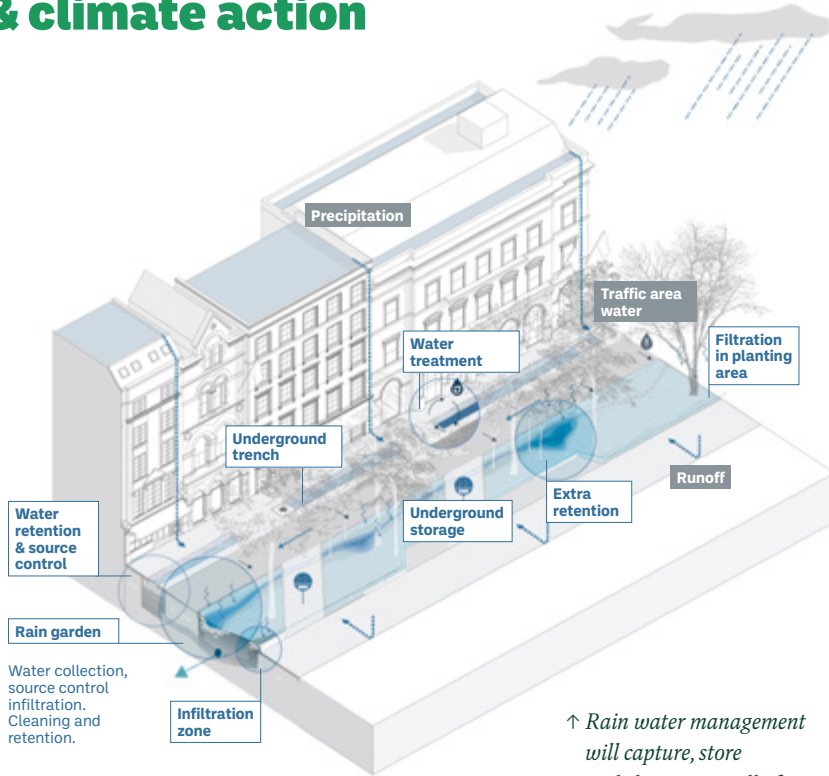 & climate action
Precipitation
Traffic area
water
Water
treatment
Filtration
in planting
area
Underground
trench
Runoff
Extra
retention
Underground
storage
Water
retention
& source
control
Rain garden
Water collection,
source control
infiltration.
Cleaning and
retention.
Infiltration
zone
↑ Rain water management
will capture, store